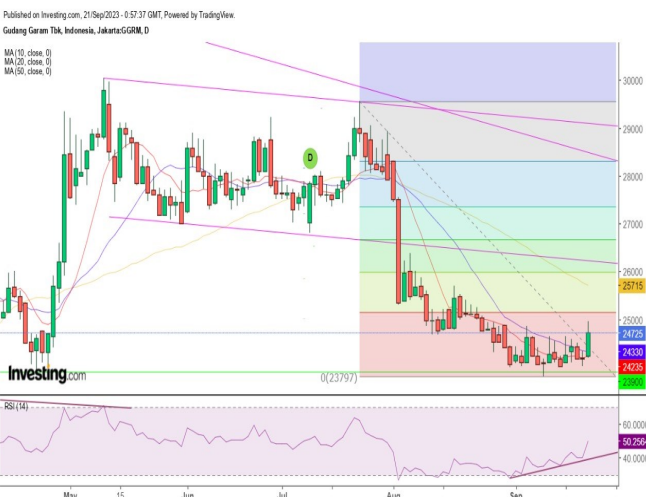 Published on Investing.com, 21/Sep/2023 - 0:57:37 GMT, Powered by TradingView.
Gudang Garam Tbk, Indonesia, Jakarta:GGRM, D
MA (10, close, 0)
MA (20, close, 0)
MA (50, close, 0)
30000
29000
D
28000
27000
26000
25715
25000
24725
24330
24235
23900
Investing.com
0(23797)
RSI (14)
60.0000
50.2564
40.0000
May
15
Jun
Jul
Aug
Sep